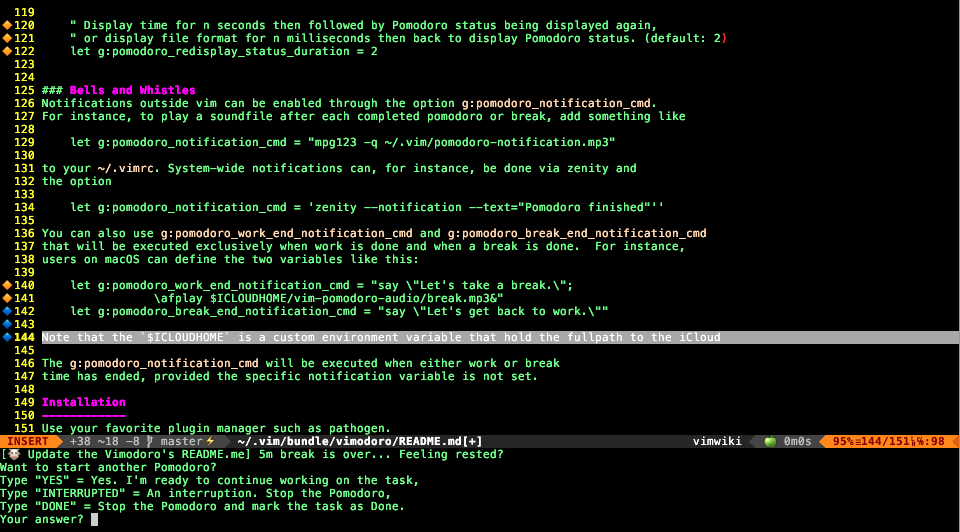 119
120     " Display time for n seconds then followed by Pomodoro status being displayed again,
121     " or display file format for n milliseconds then back to display Pomodoro status. (default: 2)
122     let g:pomodoro_redisplay_status_duration = 2
123
124
125 ### Bells and Whistles
126 Notifications outside vim can be enabled through the option g:pomodoro_notification_cmd.
127 For instance, to play a soundfile after each completed pomodoro or break, add something like
128
129     let g:pomodoro_notification_cmd = "mpg123 -q ~/.vim/pomodoro-notification.mp3"
130
131 to your ~/.vimrc. System-wide notifications can, for instance, be done via zenity and
132 the option
133
134     let g:pomodoro_notification_cmd = 'zenity --notification --text="Pomodoro finished"''
135
136 You can also use g:pomodoro_work_end_notification_cmd and g:pomodoro_break_end_notification_cmd
137 that will be executed exclusively when work is done and when a break is done.  For instance,
138 users on macOS can define the two variables like this:
139
140     let g:pomodoro_work_end_notification_cmd = "say \"Let's take a break.\";
141                 \afplay $ICLOUDHOME/vim-pomodoro-audio/break.mp3&"
142     let g:pomodoro_break_end_notification_cmd = "say \"Let's get back to work.\""
143
144 Note that the `$ICLOUDHOME` is a custom environment variable that hold the fullpath to the iCloud
145
146 The g:pomodoro_notification_cmd will be executed when either work or break
147 time has ended, provided the specific notification variable is not set.
148
149 Installation
150 ------------
151 Use your favorite plugin manager such as pathogen.
INSERT +38 ~18 -8 master⚡ ~/.vim/bundle/vimodoro/README.md[+] vimwiki 🍏 0m0s 95%≡144/151㏑℅:98
[🐮 Update the Vimodoro's README.me] 5m break is over... Feeling rested?
Want to start another Pomodoro?
Type "YES" = Yes. I'm ready to continue working on the task,
Type "INTERRUPTED" = An interruption. Stop the Pomodoro,
Type "DONE" = Stop the Pomodoro and mark the task as Done.
Your answer?